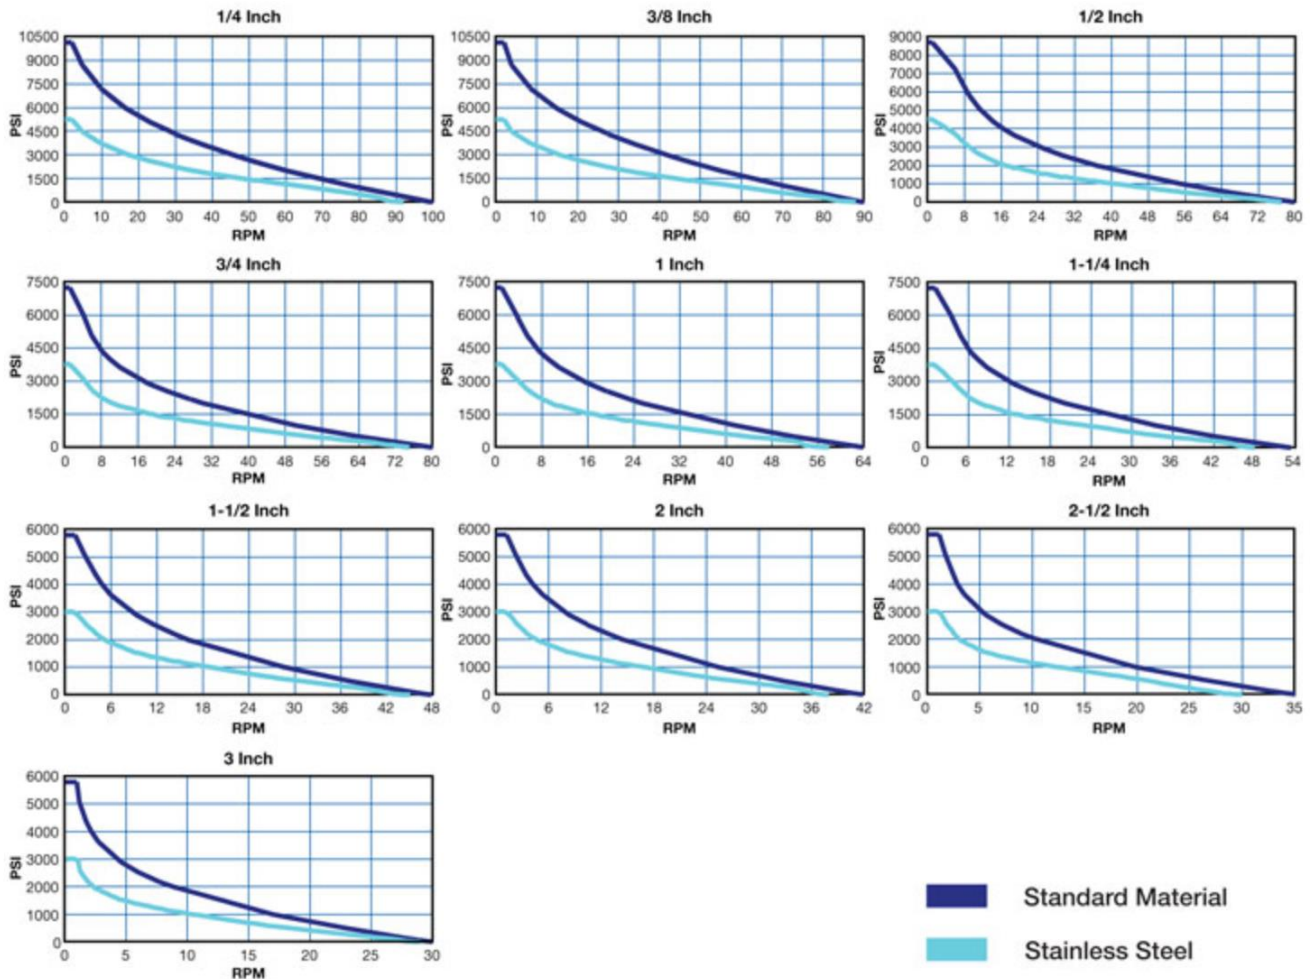 1/4 Inch
10500
9000
7500
6000
4500
3000
1500
0
PSI
0 10 20 30 40 50 60 70 80 90 100
RPM
3/8 Inch
10500
9000
7500
6000
4500
3000
1500
0
PSI
0 10 20 30 40 50 60 70 80 90
RPM
1/2 Inch
9000
8000
7000
6000
5000
4000
3000
2000
1000
0
PSI
0 8 16 24 32 40 48 56 64 72 80
RPM
3/4 Inch
7500
6000
4500
3000
1500
0
PSI
0 8 16 24 32 40 48 56 64 72 80
RPM
1 Inch
7500
6000
4500
3000
1500
0
PSI
0 8 16 24 32 40 48 56 64
RPM
1-1/4 Inch
7500
6000
4500
3000
1500
0
PSI
0 6 12 18 24 30 36 42 48 54
RPM
1-1/2 Inch
6000
5000
4000
3000
2000
1000
0
PSI
0 6 12 18 24 30 36 42 48
RPM
2 Inch
6000
5000
4000
3000
2000
1000
0
PSI
0 6 12 18 24 30 36 42
RPM
2-1/2 Inch
6000
5000
4000
3000
2000
1000
0
PSI
0 5 10 15 20 25 30 35
RPM
3 Inch
6000
5000
4000
3000
2000
1000
0
PSI
0 5 10 15 20 25 30
RPM
Standard Material
Stainless Steel